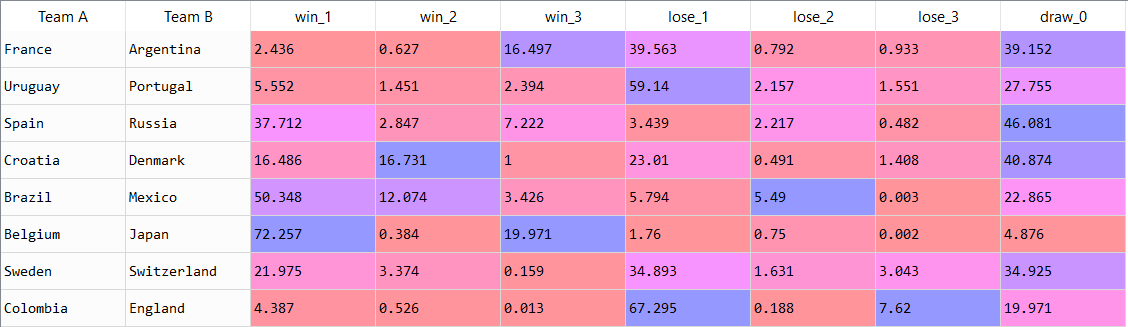 Team A Team B win_1 win_2 win_3 lose_1 lose_2 lose_3 draw_0
France Argentina 2.436 0.627 16.497 39.563 0.792 0.933 39.152
Uruguay Portugal 5.552 1.451 2.394 59.14 2.157 1.551 27.755
Spain Russia 37.712 2.847 7.222 3.439 2.217 0.482 46.081
Croatia Denmark 16.486 16.731 1 23.01 0.491 1.408 40.874
Brazil Mexico 50.348 12.074 3.426 5.794 5.49 0.003 22.865
Belgium Japan 72.257 0.384 19.971 1.76 0.75 0.002 4.876
Sweden Switzerland 21.975 3.374 0.159 34.893 1.631 3.043 34.925
Colombia England 4.387 0.526 0.013 67.295 0.188 7.62 19.971